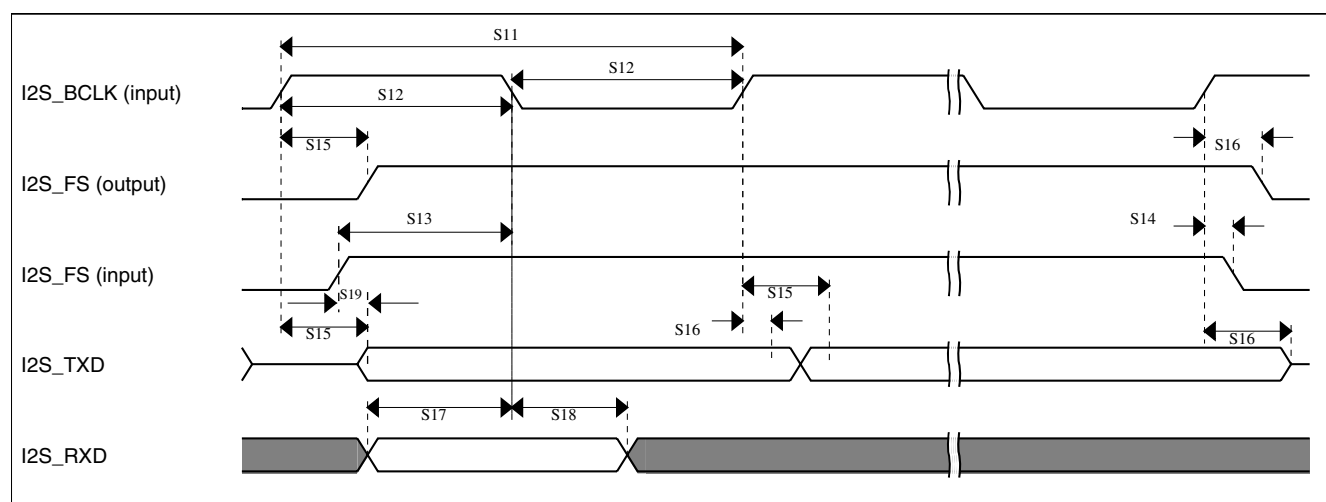 S11
I2S_BCLK (input)
S12
S12
S15
S16
I2S_FS (output)
S13
S14
I2S_FS (input)
S19
S15
S15
S16
S16
I2S_TXD
S17
S18
I2S_RXD